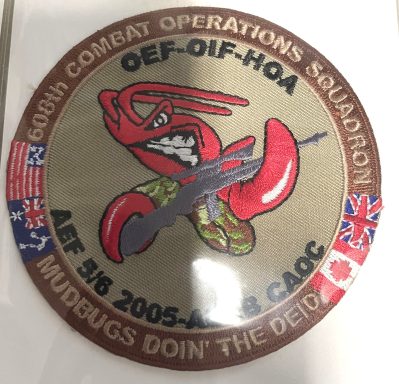 608th COMBAT OPERATIONS SQUADRON
OEF-OIF-HOA
AEF 5/6 2005-A CAOC
MUDBUGS DOIN' THE DEID